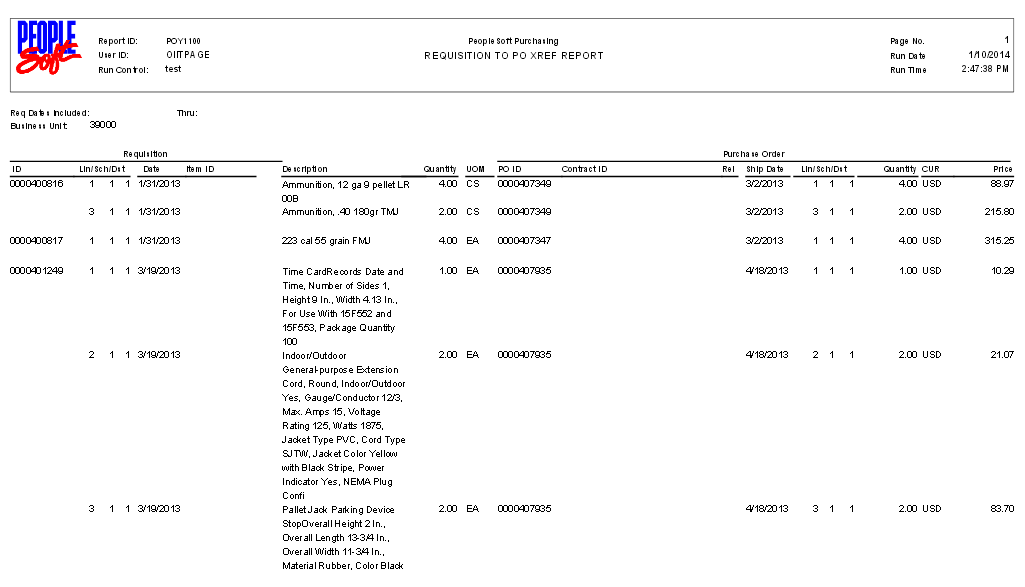 PEOPLE Soft
Report ID: POY1100 PeopleSoft Purchasing Page No. 1
User ID: OIITPAGE REQUISITION TO PO XREF REPORT Run Date 1/10/2014
Run Control: test Run Time 2:47:38 PM
Req Dates Included: Thru:
Business Unit: 39000
Requisition Purchase Order
ID Lin/Sch/Dst Date Item ID Description Quantity UOM PO ID Contract ID Rel Ship Date Lin/Sch/Dst Quantity CUR Price
0000400816 1 1 1 1/31/2013 Ammunition, 12 ga 9 pellet LR 4.00 CS 0000407349 3/2/2013 1 1 1 4.00 USD 88.97
00B
3 1 1 1/31/2013 Ammunition, .40 180gr TMJ 2.00 CS 0000407349 3/2/2013 3 1 1 2.00 USD 215.80
0000400817 1 1 1 1/31/2013 223 cal 55 grain FMJ 4.00 EA 0000407347 3/2/2013 1 1 1 4.00 USD 315.25
0000401249 1 1 1 3/19/2013 Time CardRecords Date and 1.00 EA 0000407935 4/18/2013 1 1 1 1.00 USD 10.29
Time, Number of Sides 1,
Height 9 In., Width 4.13 In.,
For Use With 15F552 and
15F553, Package Quantity
100
2 1 1 3/19/2013 Indoor/Outdoor 2.00 EA 0000407935 4/18/2013 2 1 1 2.00 USD 21.07
General-purpose Extension
Cord, Round, Indoor/Outdoor
Yes, Gauge/Conductor 12/3,
Max. Amps 15, Voltage
Rating 125, Watts 1875,
Jacket Type PVC, Cord Type
SJTW, Jacket Color Yellow
with Black Stripe, Power
Indicator Yes, NEMA Plug
Confi
3 1 1 3/19/2013 Pallet Jack Parking Device 2.00 EA 0000407935 4/18/2013 3 1 1 2.00 USD 83.70
StopOverall Height 2 In.,
Overall Length 13-3/4 In.,
Overall Width 11-3/4 In.,
Material Rubber, Color Black